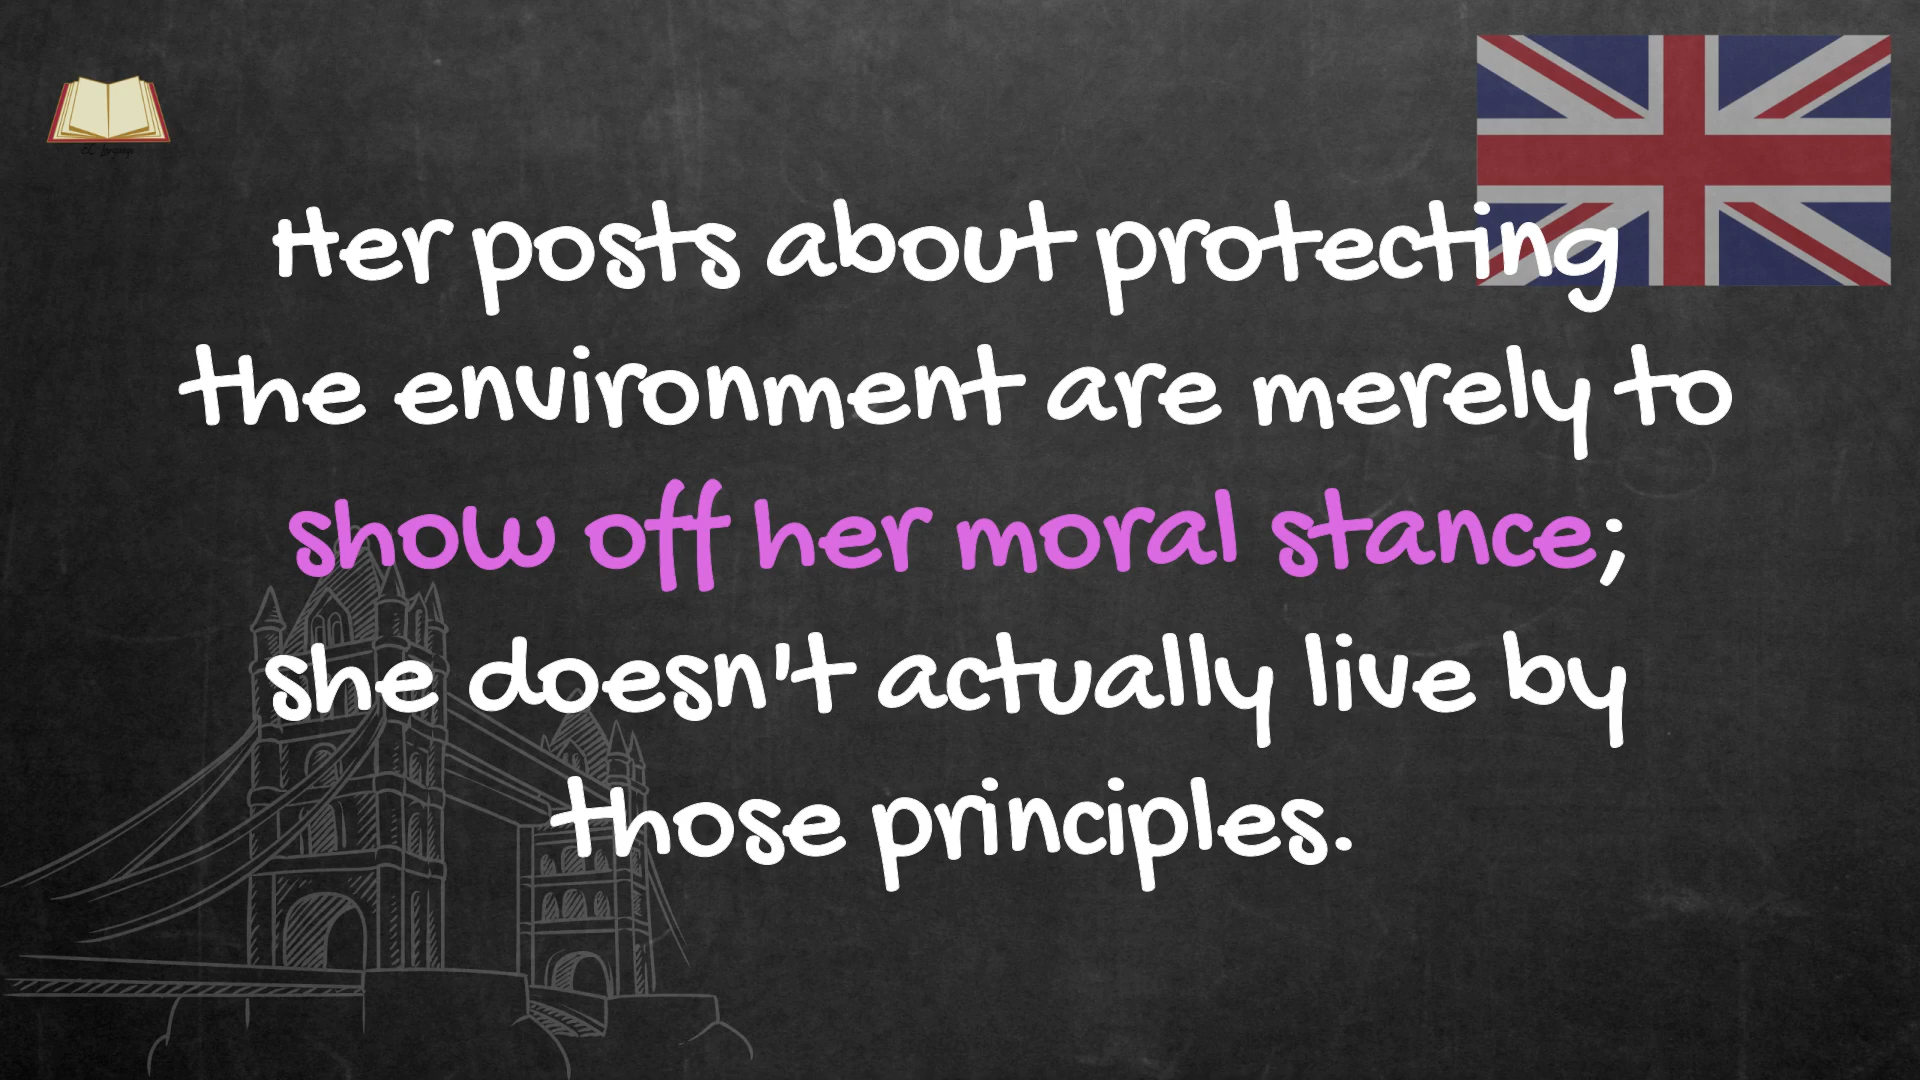 Her posts about protecting
the environment are merely to
show off her moral stance;
she doesn't actually live by
those principles.